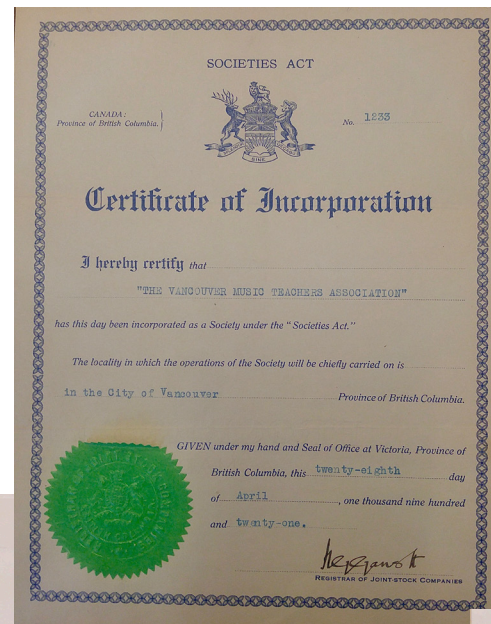 SOCIETIES ACT
CANADA:
Province of British Columbia.
No. 1233
Certificate of Incorporation
I hereby certify that
"THE VANCOUVER MUSIC TEACHERS ASSOCIATION"
has this day been incorporated as a Society under the "Societies Act."
The locality in which the operations of the Society will be chiefly carried on is
in the City of Vancouver Province of British Columbia.
GIVEN under my hand and Seal of Office at Victoria, Province of
British Columbia, this twenty-eighth day
of April, one thousand nine hundred
and twenty-one.
REGISTRAR OF JOINT-STOCK COMPANIES